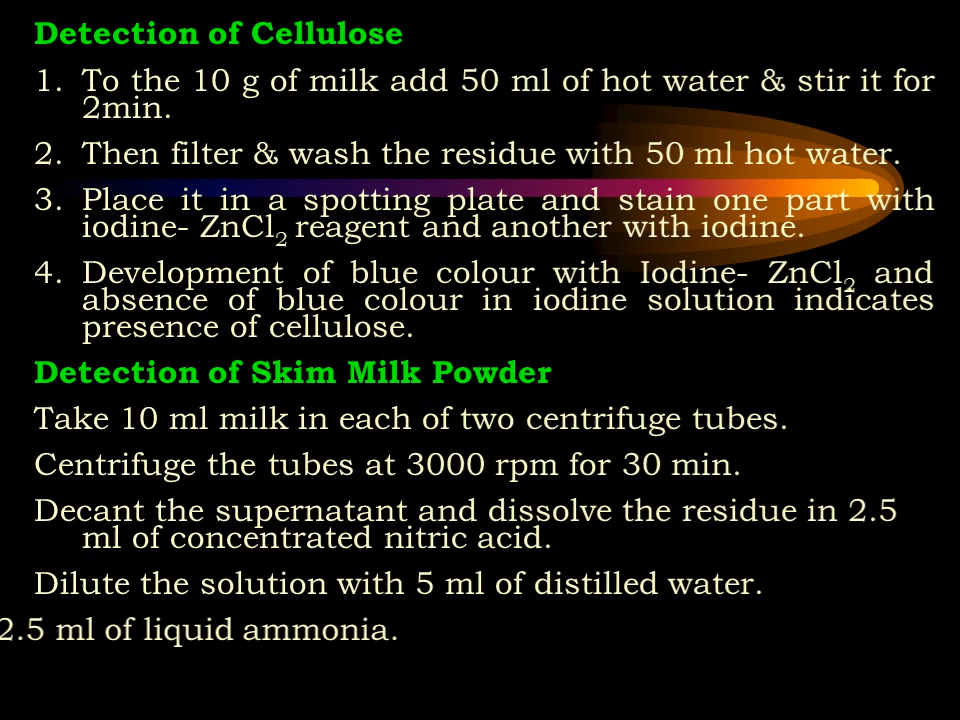 Detection of Cellulose
1. To the 10 g of milk add 50 ml of hot water & stir it for
2min.
2. Then filter & wash the residue with 50 ml hot water.
3. Place it in a spotting plate and stain one part with
iodine- ZnCl2 reagent and another with iodine.
4. Development of blue colour with Iodine- ZnCl2 and
absence of blue colour in iodine solution indicates
presence of cellulose.
Detection of Skim Milk Powder
Take 10 ml milk in each of two centrifuge tubes.
Centrifuge the tubes at 3000 rpm for 30 min.
Decant the supernatant and dissolve the residue in 2.5
ml of concentrated nitric acid.
Dilute the solution with 5 ml of distilled water.
2.5 ml of liquid ammonia.